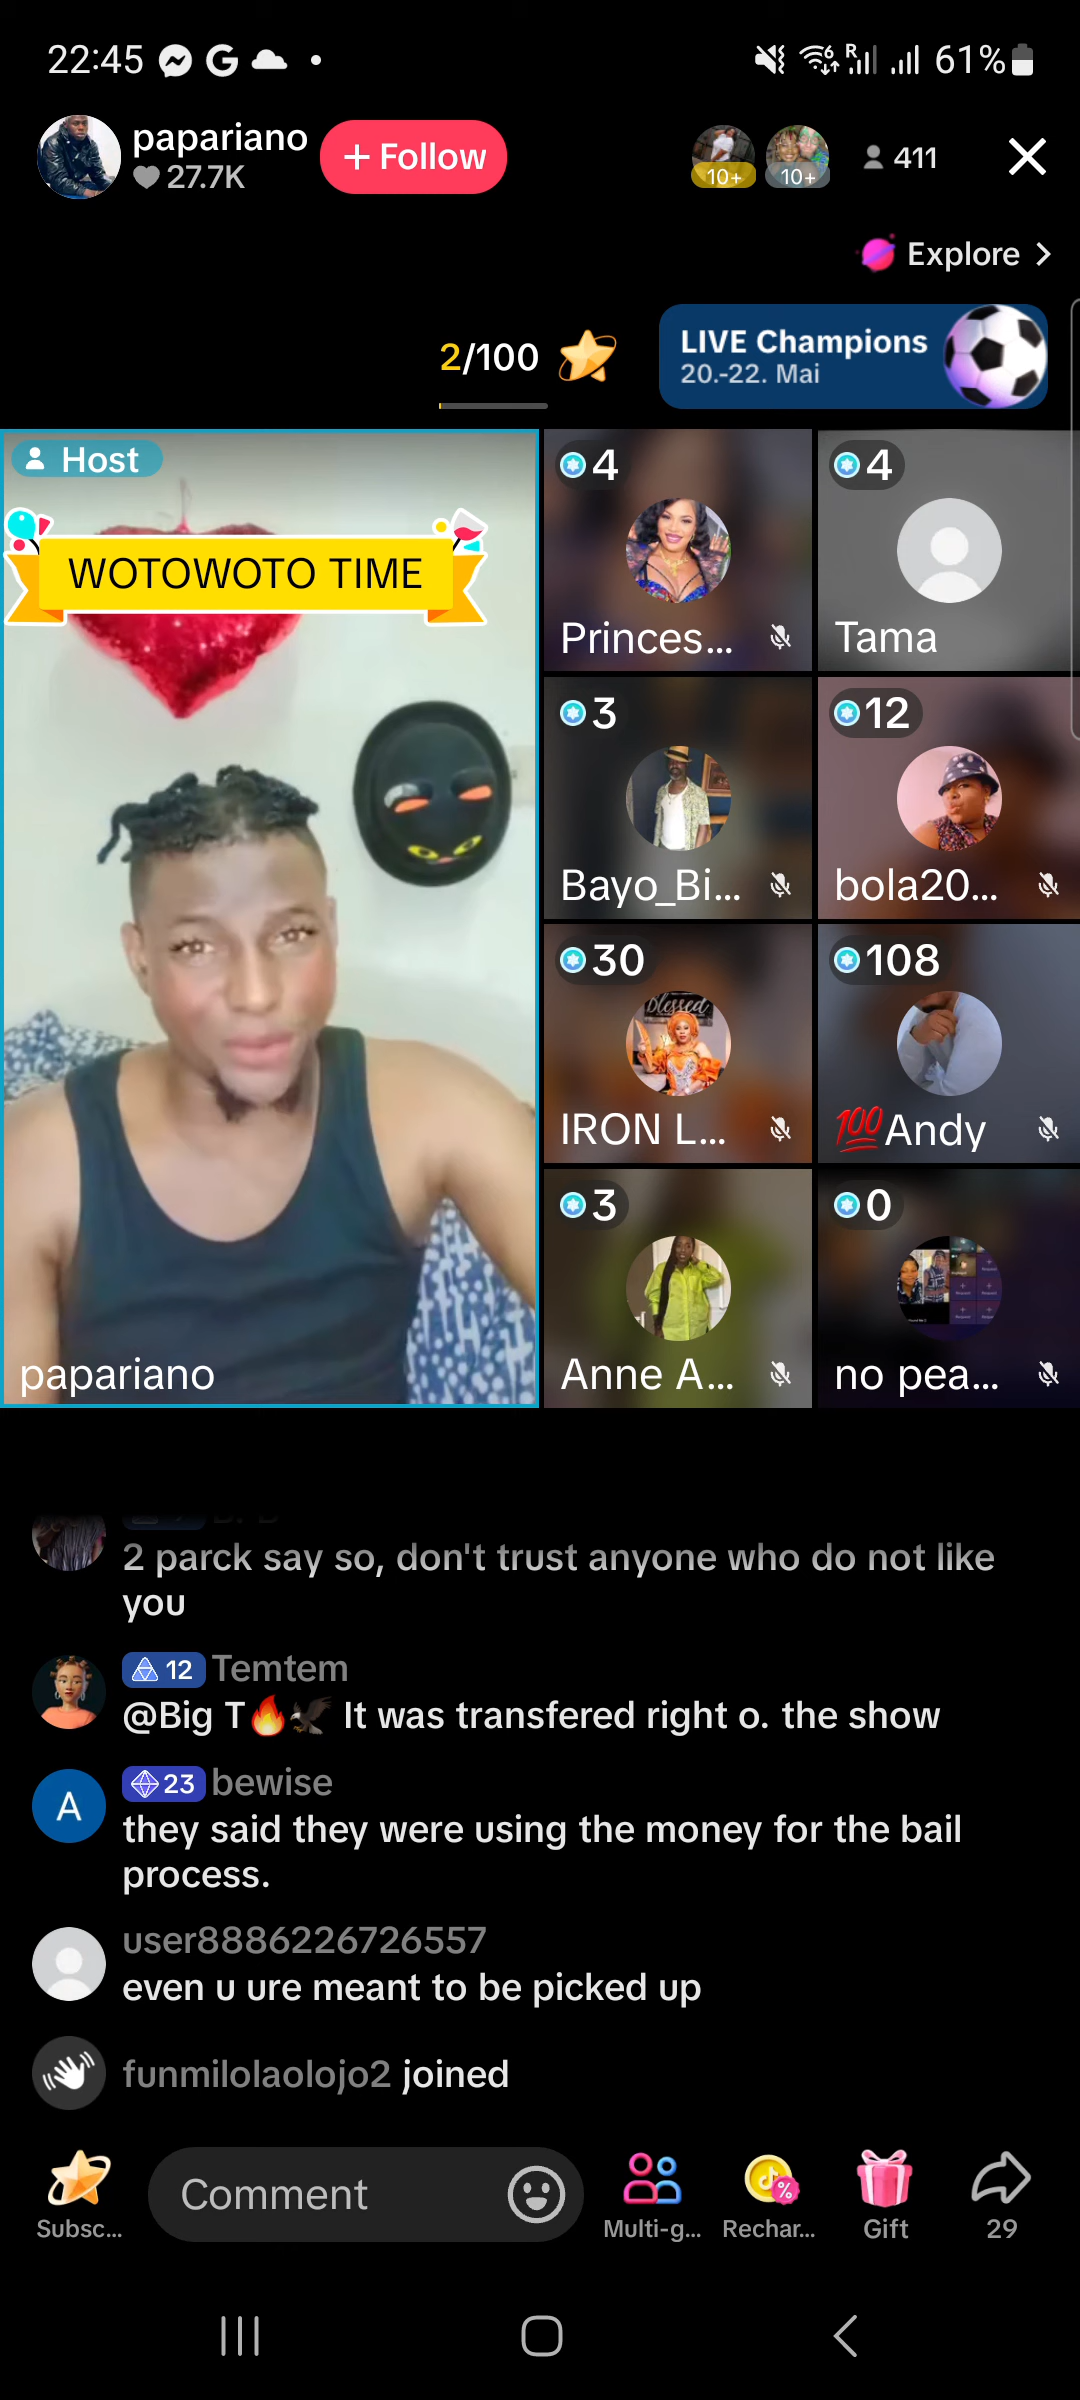 22:45
R
6
61%
papariano
27.7K
+ Follow
10+
10+
411
Explore
2/100
LIVE Champions
20.-22. Mai
Host
WOTOWOTO TIME
papariano
4
Princes...
4
Tama
3
Bayo_Bi...
12
bola20...
30
Blessed
IRON L...
108
💯Andy
3
Anne A...
0
no pea...
2 parck say so, don't trust anyone who do not like
you
12 Temtem
@Big T🔥🦅 It was transfered right o. the show
A
23 bewise
they said they were using the money for the bail
process.
user8886226726557
even u ure meant to be picked up
funmilolaolojo2 joined
Subsc...
Comment
Multi-g...
Rechar...
Gift
29